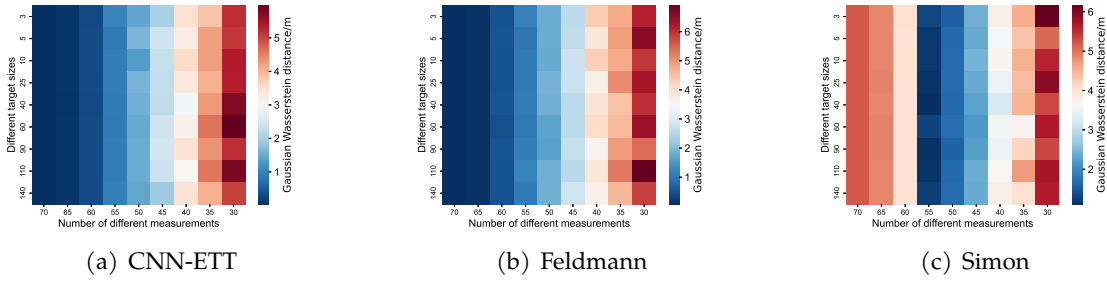 Different target sizes
3
5
10
25
40
60
90
110
140
70 65 60 55 50 45 40 35 30
Number of different measurements
5
4
3
2
1
Gaussian Wasserstein distance/m
(a) CNN-ETT
Different target sizes
3
5
10
25
40
60
90
110
140
70 65 60 55 50 45 40 35 30
Number of different measurements
6
5
4
3
2
1
Gaussian Wasserstein distance/m
(b) Feldmann
Different target sizes
3
5
10
25
40
60
90
110
140
70 65 60 55 50 45 40 35 30
Number of different measurements
6
5
4
3
2
Gaussian Wasserstein distance/m
(c) Simon